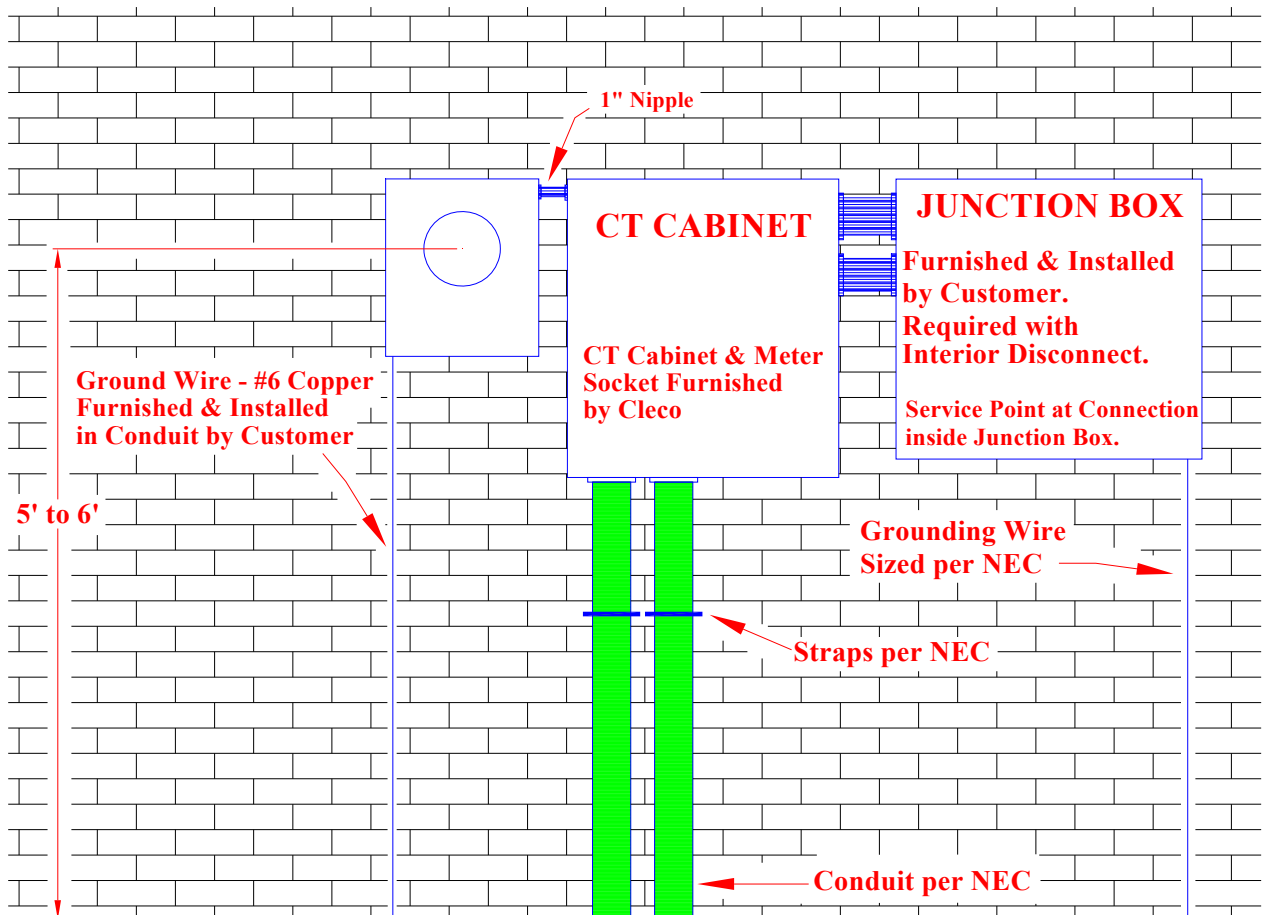 1" Nipple
CT CABINET
JUNCTION BOX
Furnished & Installed
by Customer.
Required with
Interior Disconnect.
CT Cabinet & Meter
Socket Furnished
by Cleco
Ground Wire - #6 Copper
Furnished & Installed
in Conduit by Customer
Service Point at Connection
inside Junction Box.
5' to 6'
Grounding Wire
Sized per NEC
Straps per NEC
Conduit per NEC